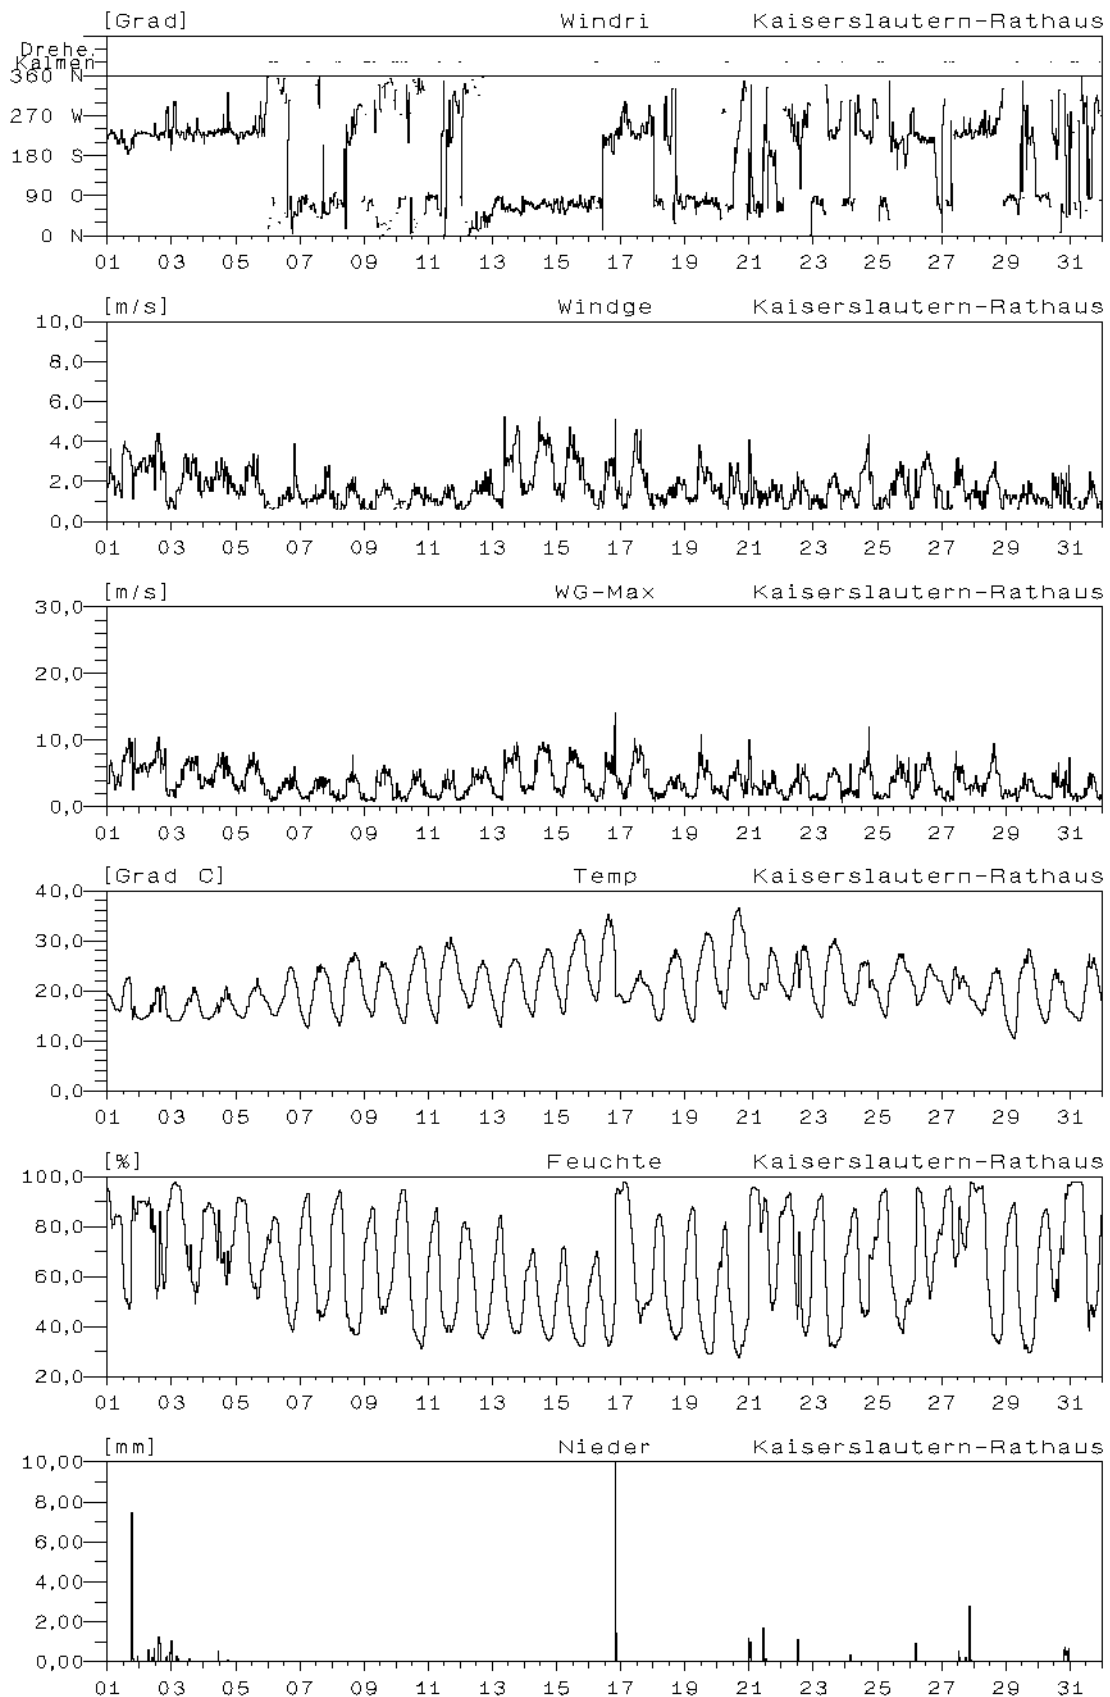 [Grad] Windri Kaiserslautern-Rathaus
Drehe.
Kalmen
360 N
270 W
180 S
90 O
0 N
01 03 05 07 09 11 13 15 17 19 21 23 25 27 29 31
[m/s] Windge Kaiserslautern-Rathaus
10,0
8,0
6,0
4,0
2,0
0,0
01 03 05 07 09 11 13 15 17 19 21 23 25 27 29 31
[m/s] WG-Max Kaiserslautern-Rathaus
30,0
20,0
10,0
0,0
01 03 05 07 09 11 13 15 17 19 21 23 25 27 29 31
[Grad C] Temp Kaiserslautern-Rathaus
40,0
30,0
20,0
10,0
0,0
01 03 05 07 09 11 13 15 17 19 21 23 25 27 29 31
[%] Feuchte Kaiserslautern-Rathaus
100,0
80,0
60,0
40,0
20,0
01 03 05 07 09 11 13 15 17 19 21 23 25 27 29 31
[mm] Nieder Kaiserslautern-Rathaus
10,00
8,00
6,00
4,00
2,00
0,00
01 03 05 07 09 11 13 15 17 19 21 23 25 27 29 31